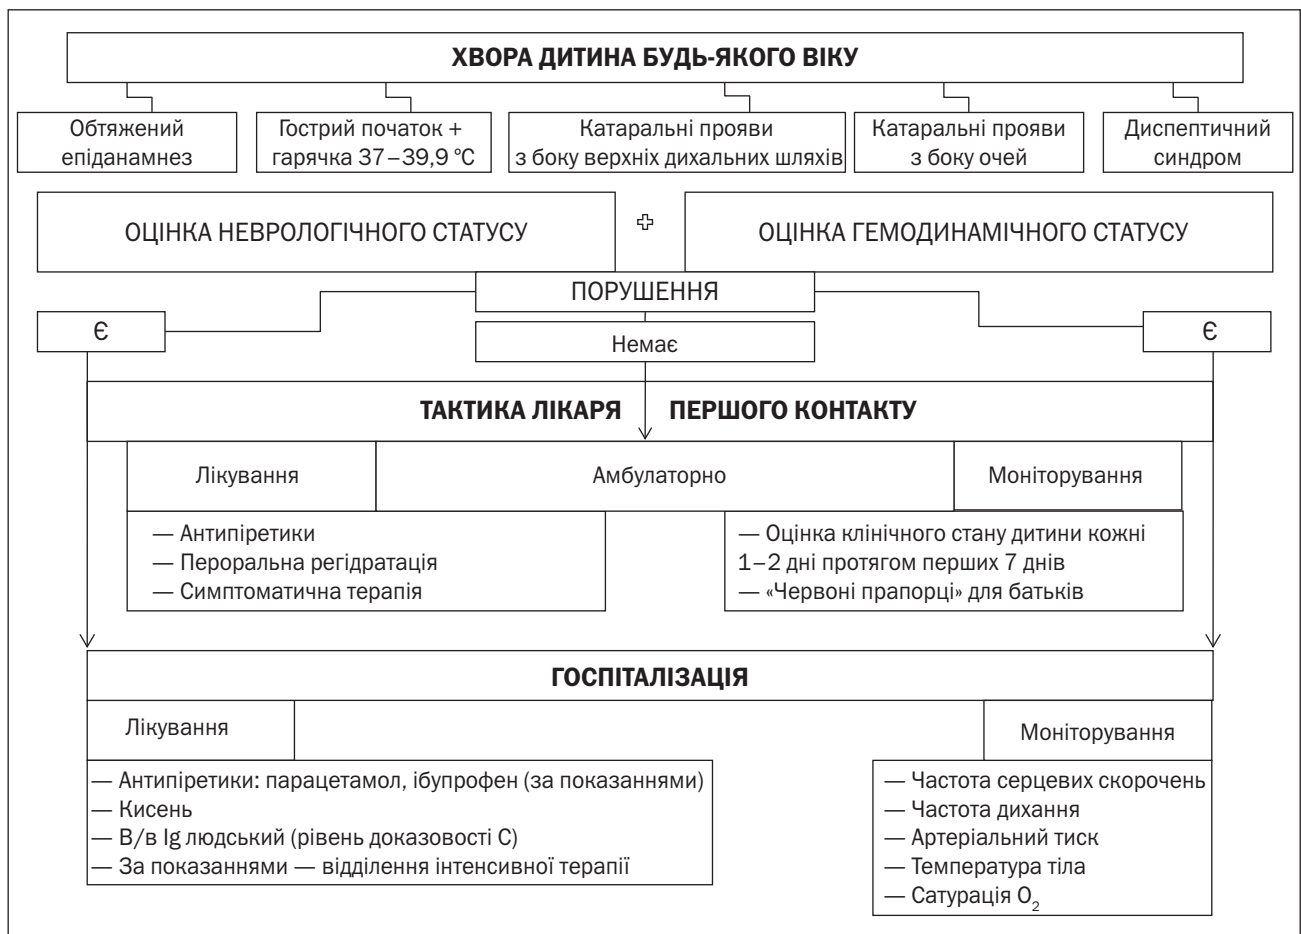 ХВОРА ДИТИНА БУДЬ-ЯКОГО ВІКУ
Обтяжений
епіданамнез
Гострий початок +
гарячка 37–39,9 °C
Катаральні прояви
з боку верхніх дихальних шляхів
Катаральні прояви
з боку очей
Диспептичний
синдром
ОЦІНКА НЕВРОЛОГІЧНОГО СТАТУСУ
ОЦІНКА ГЕМОДИНАМІЧНОГО СТАТУСУ
ПОРУШЕННЯ
Є
Немає
Є
ТАКТИКА ЛІКАРЯ ПЕРШОГО КОНТАКТУ
Лікування
Амбулаторно
Моніторування
— Антипіретики
— Пероральна регідратація
— Симптоматична терапія
— Оцінка клінічного стану дитини кожні
1–2 дні протягом перших 7 днів
— «Червоні прапорці» для батьків
ГОСПІТАЛІЗАЦІЯ
Лікування
Моніторування
— Антипіретики: парацетамол, ібупрофен (за показаннями)
— Кисень
— В/в Ig людський (рівень доказовості С)
— За показаннями — відділення інтенсивної терапії
— Частота серцевих скорочень
— Частота дихання
— Артеріальний тиск
— Температура тіла
— Сатурація O₂